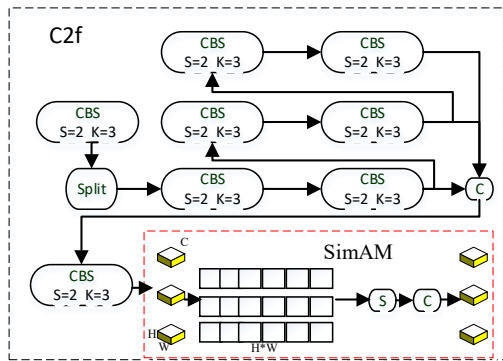 C2f
CBS
S=2 K=3
CBS
S=2 K=3
CBS
S=2 K=3
CBS
S=2 K=3
CBS
S=2 K=3
Split
CBS
S=2 K=3
CBS
S=2 K=3
C
CBS
S=2 K=3
C
SimAM
S
C
H
W
H*W